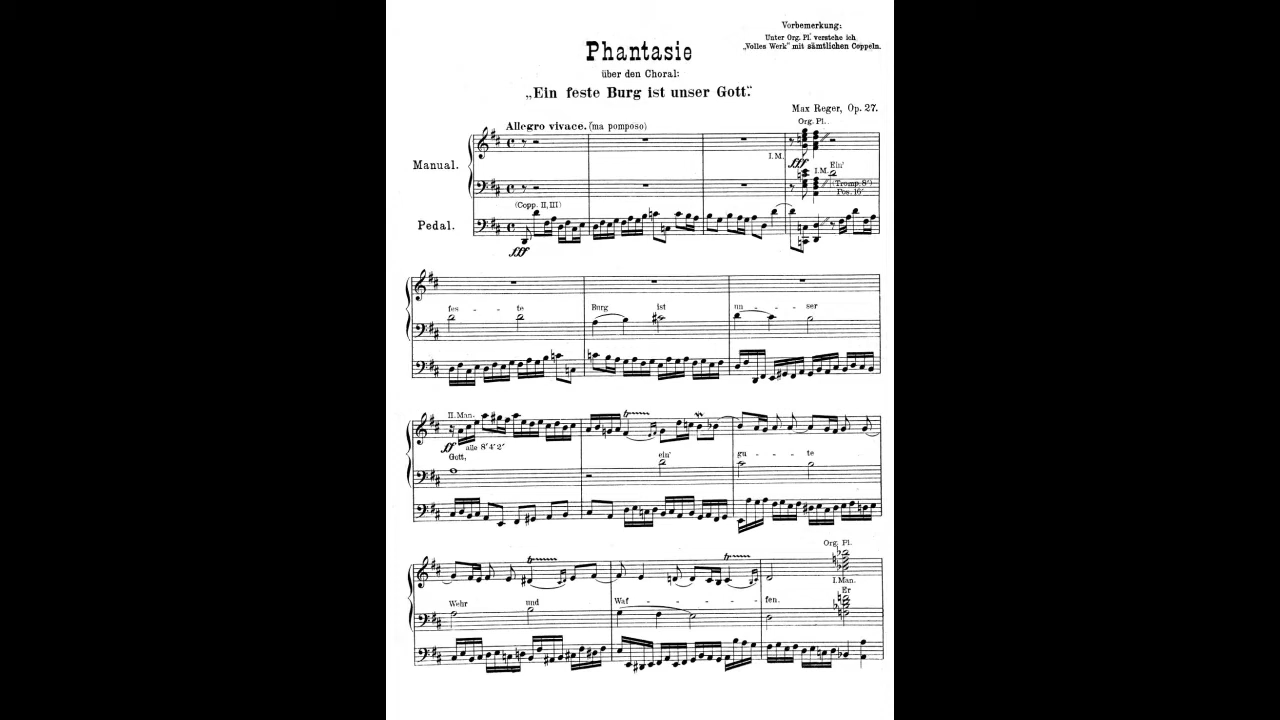 Vorbemerkung:
Unter Org. Pl. verstehe ich
„Volles Werk" mit sämtlichen Coppeln.
Phantasie
über den Choral:
„Ein feste Burg ist unser Gott."
Max Reger, Op. 27.
Allegro vivace. (ma pomposo)
Org. Pl.
Manual.
I. M.
fff
I. M. Ein'
(Tromp. 8')
Pos. 16'
(Copp. II, III)
Pedal.
fff
fes - - te Burg ist un - - ser
II. Man.
ff alle 8' 4' 2'
Gott, ein' gu - - - te
Org. Pl.
I. Man.
Wehr und Waf - - - - - fen. Er